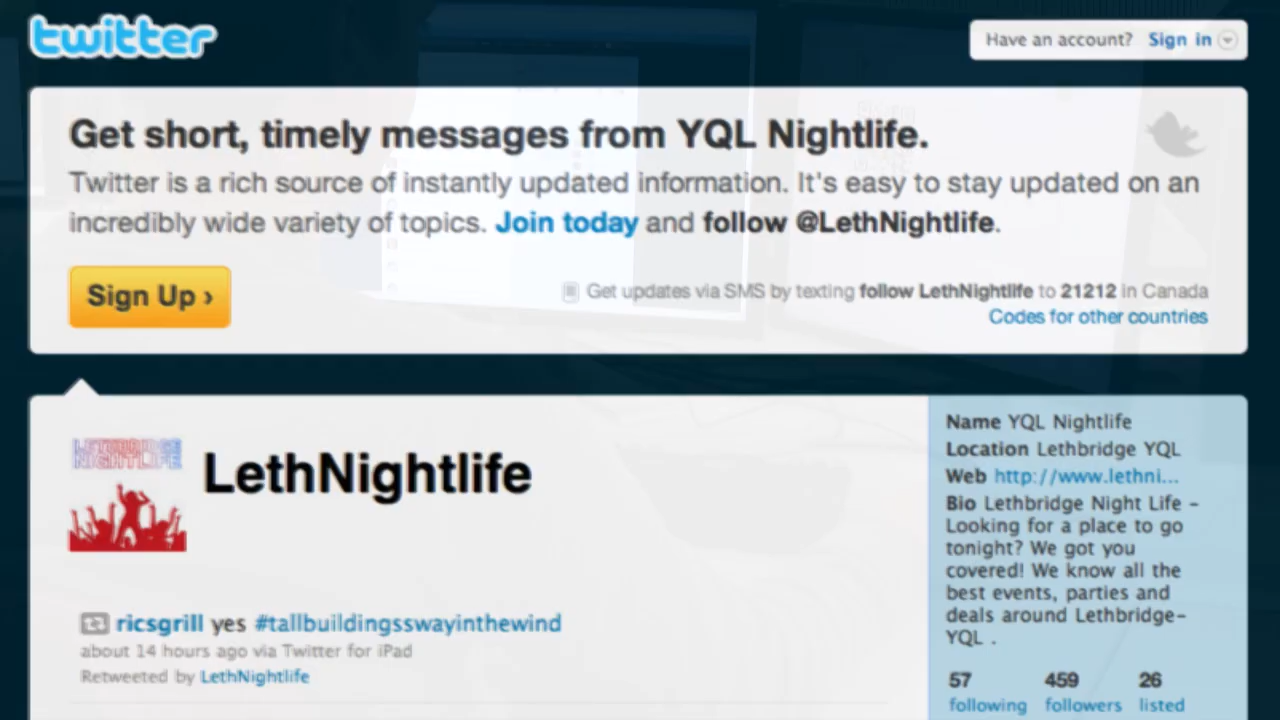 twitter
Have an account? Sign in
Get short, timely messages from YQL Nightlife.
Twitter is a rich source of instantly updated information. It's easy to stay updated on an
incredibly wide variety of topics. Join today and follow @LethNightlife.
Sign Up ›
Get updates via SMS by texting follow LethNightlife to 21212 in Canada
Codes for other countries
LETHBRIDGE
NIGHTLIFE
LethNightlife
ricsgrill yes #tallbuildingsswayinthewind
about 14 hours ago via Twitter for iPad
Retweeted by LethNightlife
Name YQL Nightlife
Location Lethbridge YQL
Web http://www.lethni...
Bio Lethbridge Night Life -
Looking for a place to go
tonight? We got you
covered! We know all the
best events, parties and
deals around Lethbridge-
YQL .
57 459 26
following followers listed